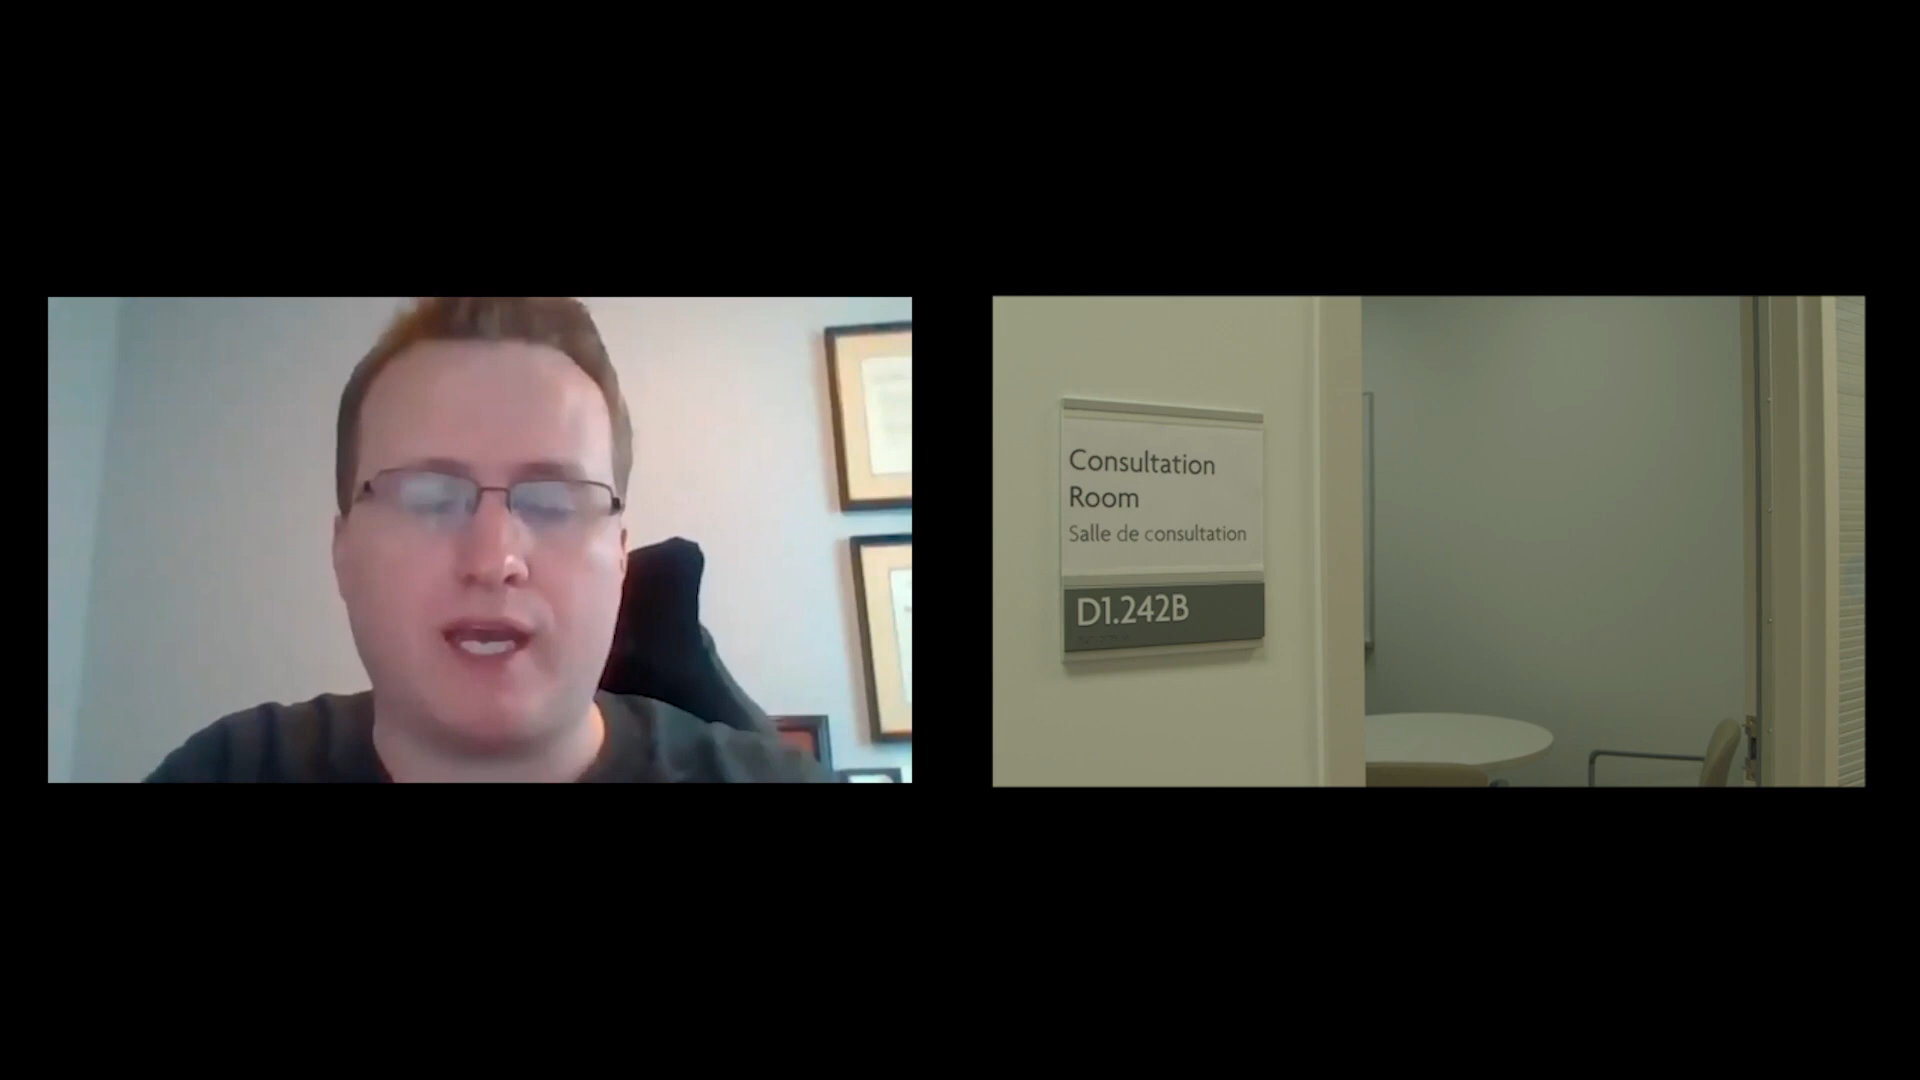 Consultation
Room
Salle de consultation
D1.242B